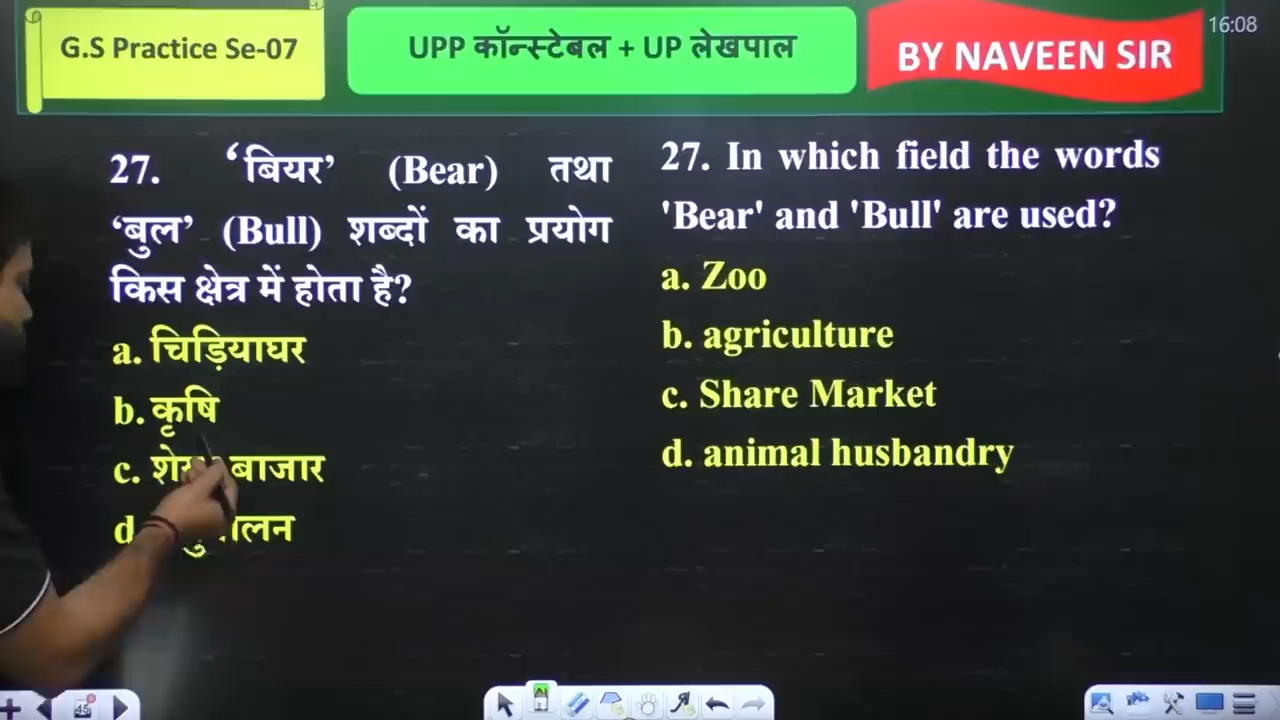 G.S Practice Se-07
UPP कॉन्स्टेबल + UP लेखपाल
BY NAVEEN SIR
16:08
27. ‘बियर’ (Bear) तथा
‘बुल’ (Bull) शब्दों का प्रयोग
किस क्षेत्र में होता है?
a. चिड़ियाघर
b. कृषि
c. बाजार
d
27. In which field the words
'Bear' and 'Bull' are used?
a. Zoo
b. agriculture
c. Share Market
d. animal husbandry